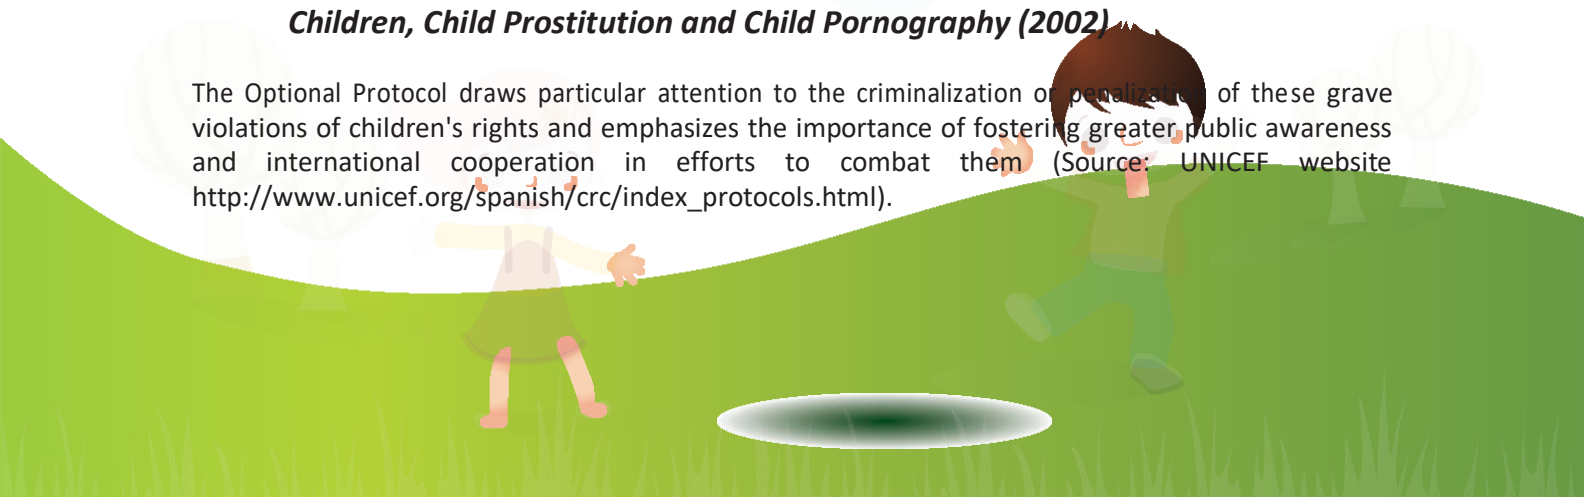 Children, Child Prostitution and Child Pornography (2002)
The Optional Protocol draws particular attention to the criminalization or penalization of these grave
violations of children's rights and emphasizes the importance of fostering greater public awareness
and international cooperation in efforts to combat them (Source: UNICEF website
http://www.unicef.org/spanish/crc/index_protocols.html).